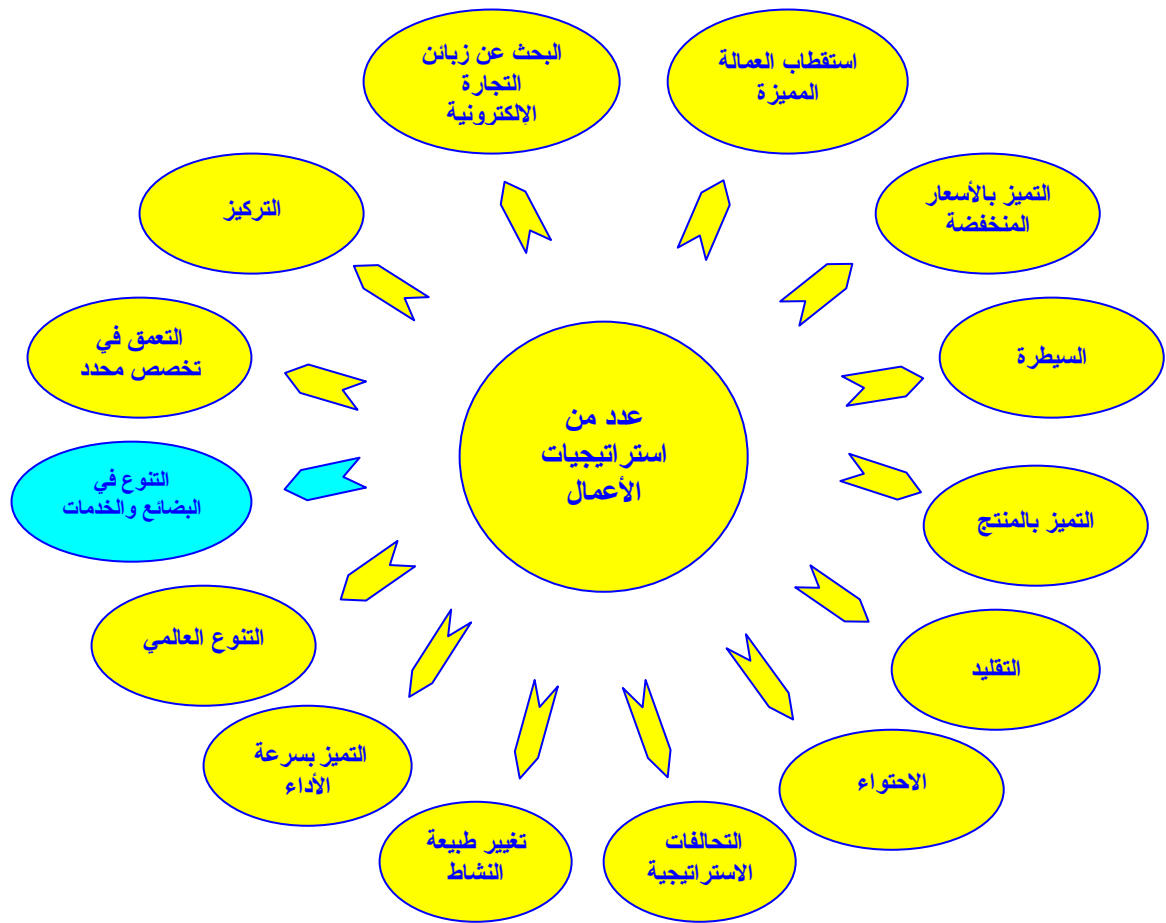 البحث عن زبائن
التجارة
الإلكترونية
استقطاب العمالة
المميزة
التميز بالأسعار
المنخفضة
السيطرة
التميز بالمنتج
التقليد
الاحتواء
التحالفات
الاستراتيجية
تغيير طبيعة
النشاط
التميز بسرعة
الأداء
التنوع العالمي
التنوع في
البضائع والخدمات
التعمق في
تخصص محدد
التركيز
عدد من
استراتيجيات
الأعمال